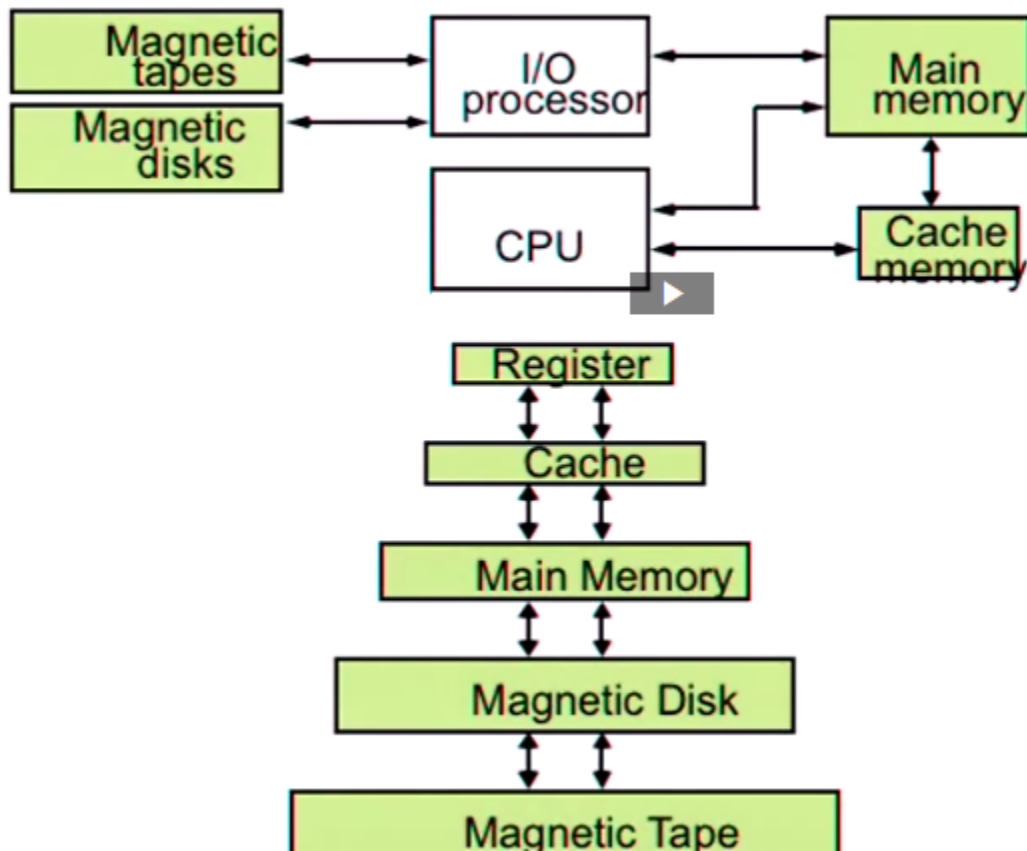 Magnetic
tapes
I/O
processor
Main
memory
Magnetic
disks
CPU
Cache
memory
Register
Cache
Main Memory
Magnetic Disk
Magnetic Tape